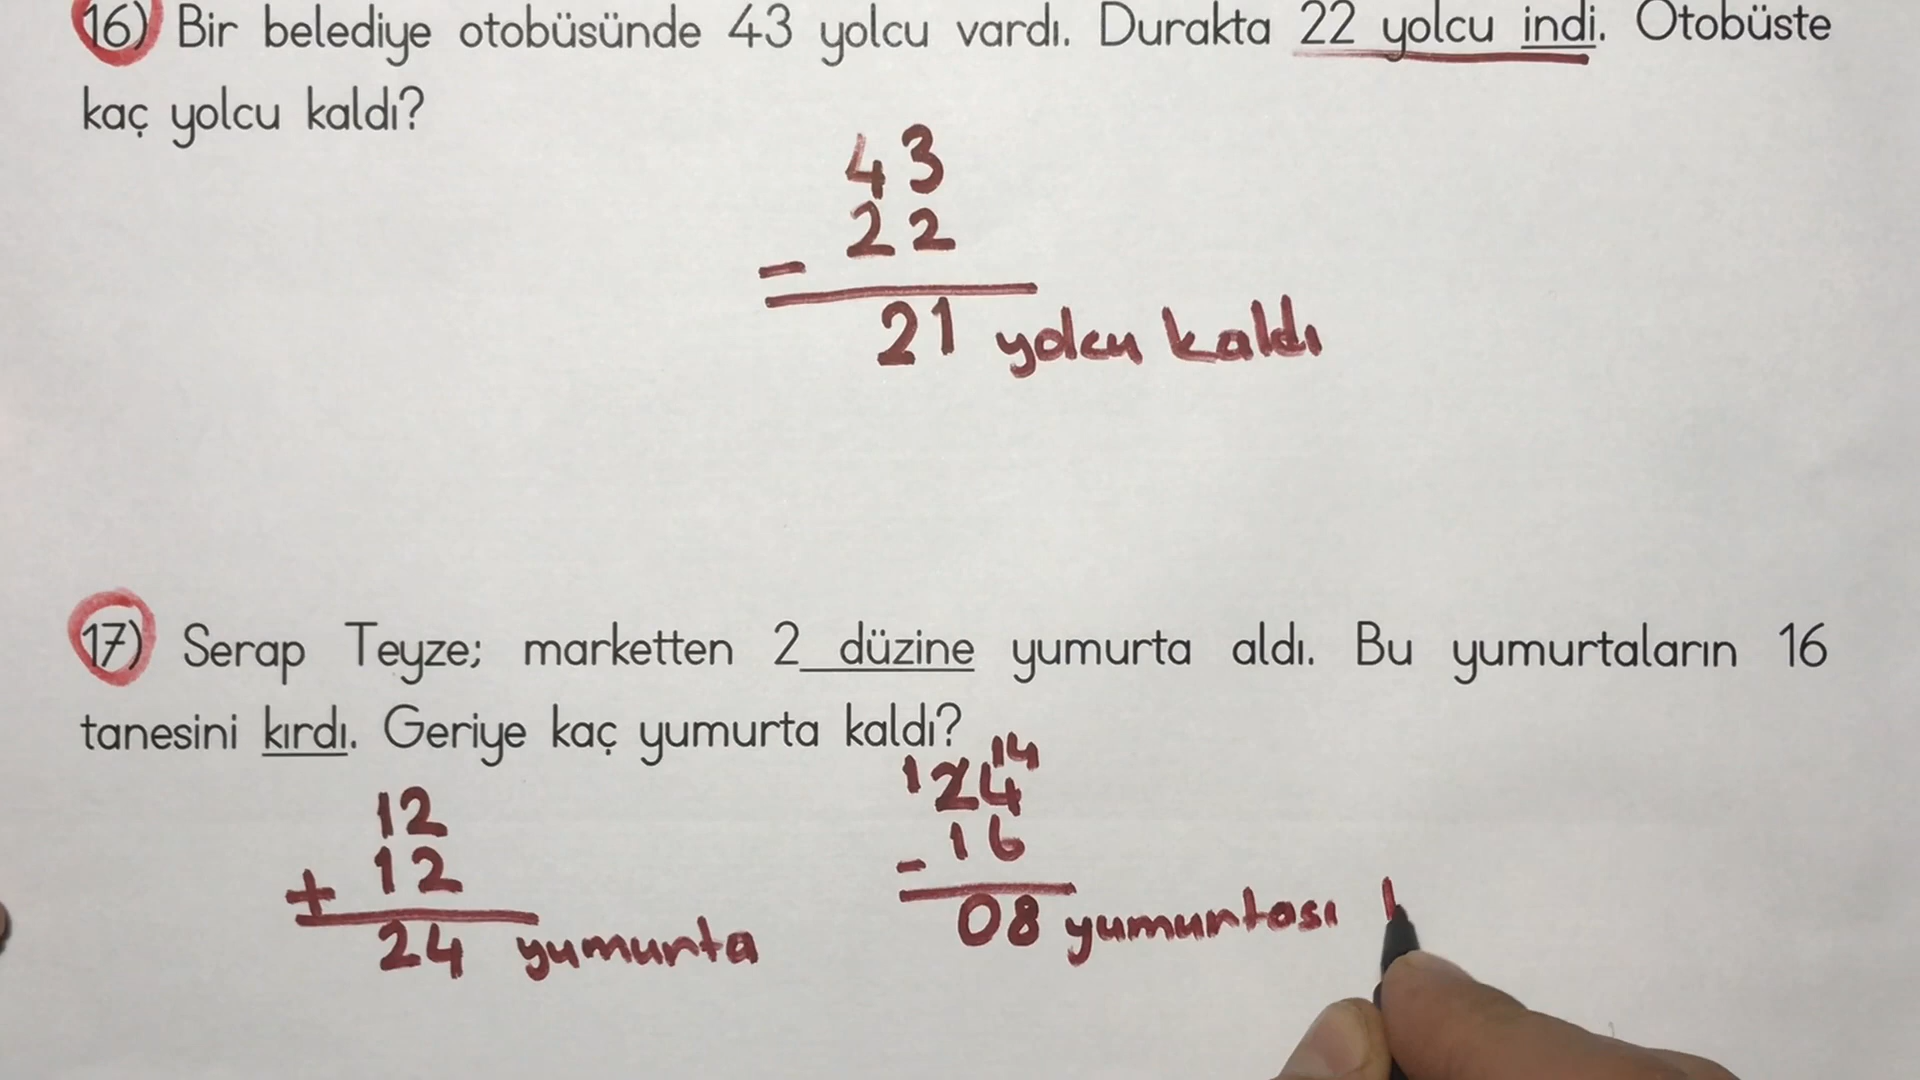 16) Bir belediye otobüsünde 43 yolcu vardı. Durakta 22 yolcu indi. Otobüste
kaç yolcu kaldı?
43
22
-
21 yolcu kaldı
17) Serap Teyze; marketten 2 düzine yumurta aldı. Bu yumurtaların 16
tanesini kırdı. Geriye kaç yumurta kaldı?
12
+ 12
24 yumurta
1 14
24
- 16
08 yumurtası